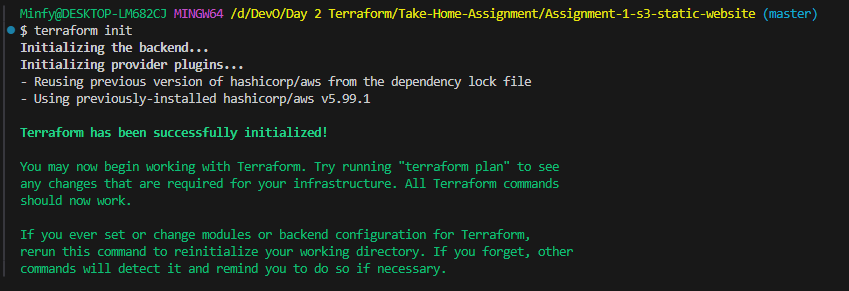 Minfy@DESKTOP-LM682CJ MINGW64 /d/DevO/Day 2 Terraform/Take-Home-Assignment/Assignment-1-s3-static-website (master)
$ terraform init
Initializing the backend...
Initializing provider plugins...
- Reusing previous version of hashicorp/aws from the dependency lock file
- Using previously-installed hashicorp/aws v5.99.1
Terraform has been successfully initialized!
You may now begin working with Terraform. Try running "terraform plan" to see
any changes that are required for your infrastructure. All Terraform commands
should now work.
If you ever set or change modules or backend configuration for Terraform,
rerun this command to reinitialize your working directory. If you forget, other
commands will detect it and remind you to do so if necessary.